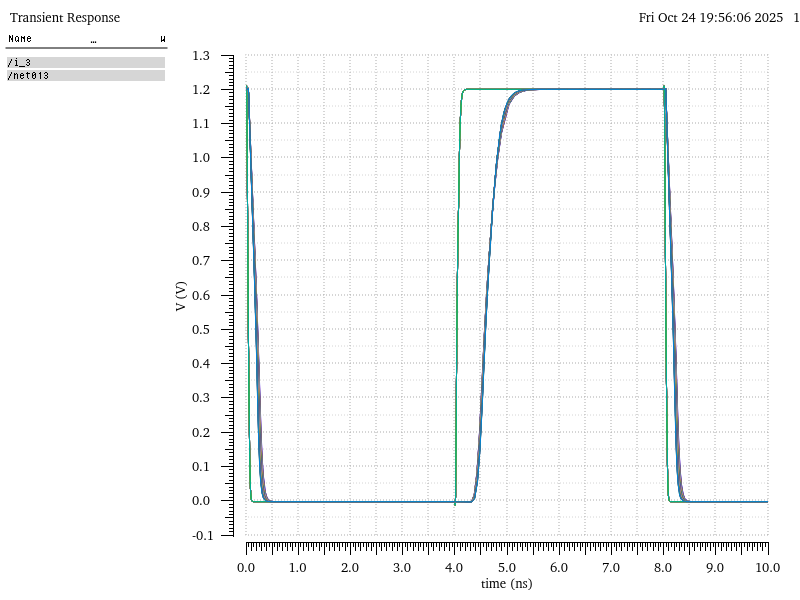 Transient Response
Fri Oct 24 19:56:06 2025 1
Name ... W
/i_3
/net013
1.3
1.2
1.1
1.0
0.9
0.8
0.7
0.6
0.5
0.4
0.3
0.2
0.1
0.0
-0.1
V (V)
0.0 1.0 2.0 3.0 4.0 5.0 6.0 7.0 8.0 9.0 10.0
time (ns)